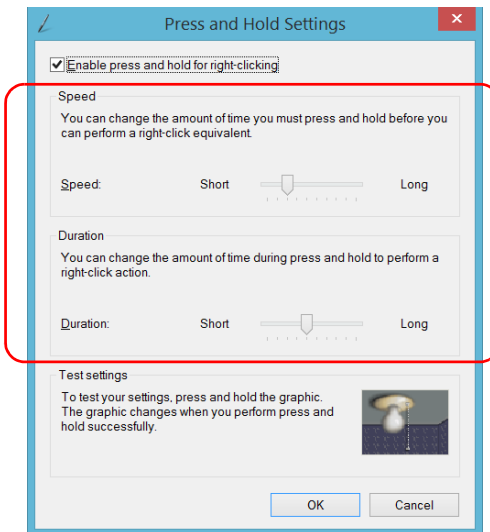 Press and Hold Settings
Enable press and hold for right-clicking
Speed
You can change the amount of time you must press and hold before you
can perform a right-click equivalent.
Speed: Short Long
Duration
You can change the amount of time during press and hold to perform a
right-click action.
Duration: Short Long
Test settings
To test your settings, press and hold the graphic.
The graphic changes when you perform press and
hold successfully.
OK Cancel